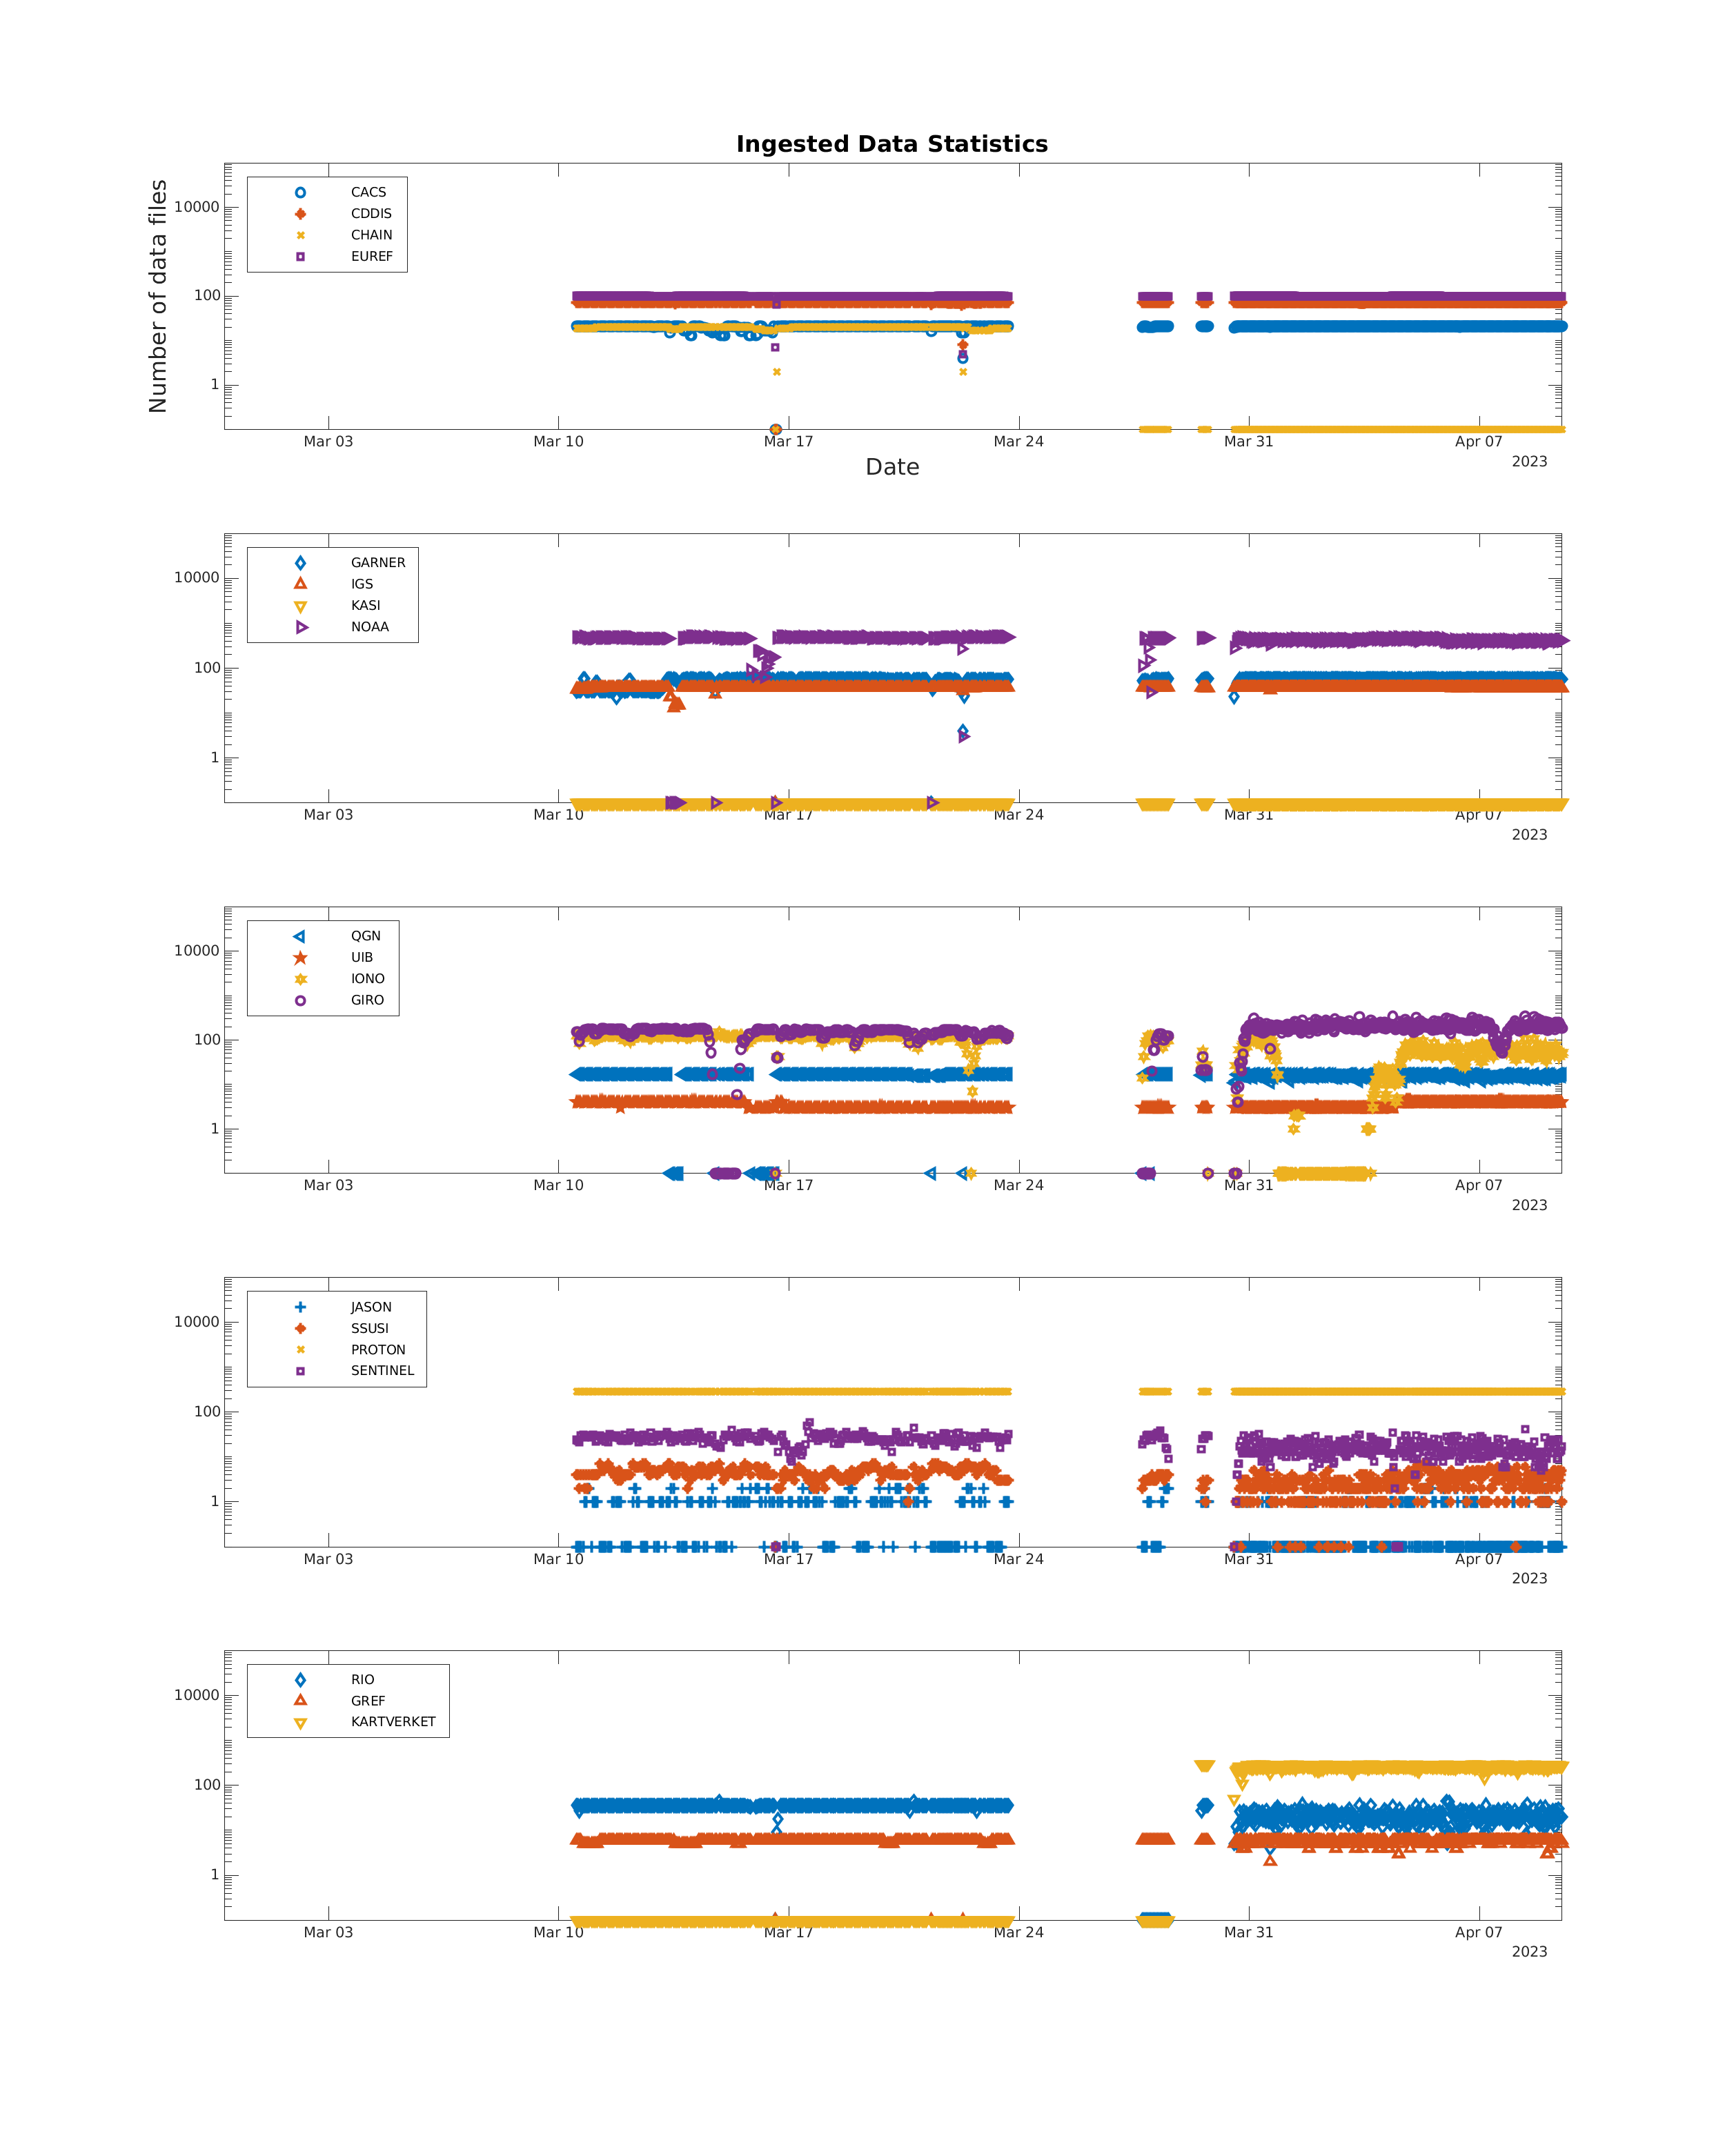 Ingested Data Statistics
Number of data files
CACS
CDDIS
CHAIN
EUREF
10000
100
1
Mar 03 Mar 10 Mar 17 Mar 24 Mar 31 Apr 07
2023
Date
GARNER
IGS
KASI
NOAA
10000
100
1
Mar 03 Mar 10 Mar 17 Mar 24 Mar 31 Apr 07
2023
QGN
UIB
IONO
GIRO
10000
100
1
Mar 03 Mar 10 Mar 17 Mar 24 Mar 31 Apr 07
2023
JASON
SSUSI
PROTON
SENTINEL
10000
100
1
Mar 03 Mar 10 Mar 17 Mar 24 Mar 31 Apr 07
2023
RIO
GREF
KARTVERKET
10000
100
1
Mar 03 Mar 10 Mar 17 Mar 24 Mar 31 Apr 07
2023